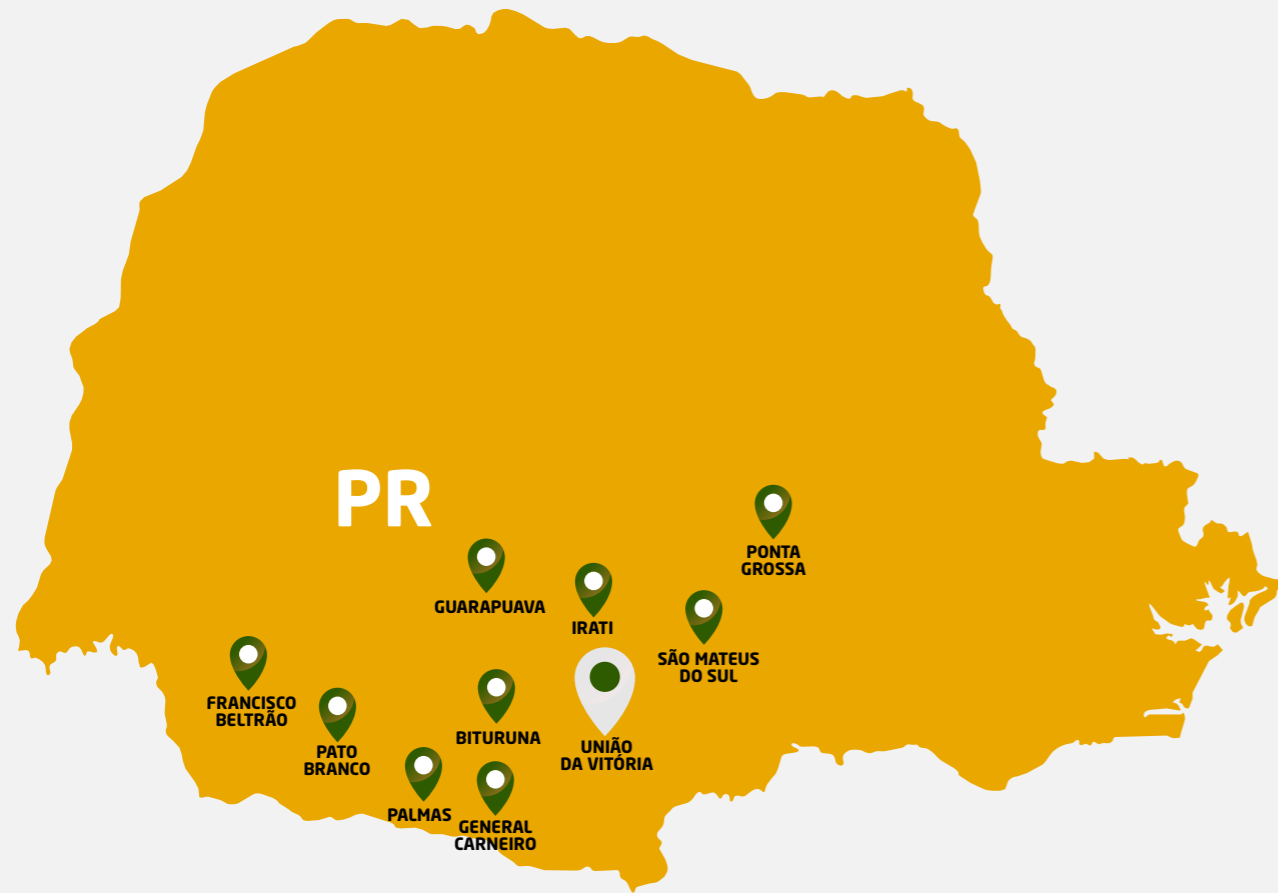 PR
PONTA
GROSSA
GUARAPUAVA
IRATI
SÃO MATEUS
DO SUL
FRANCISCO
BELTRÃO
PATO
BRANCO
BITURUNA
UNIÃO
DA VITÓRIA
PALMAS
GENERAL
CARNEIRO